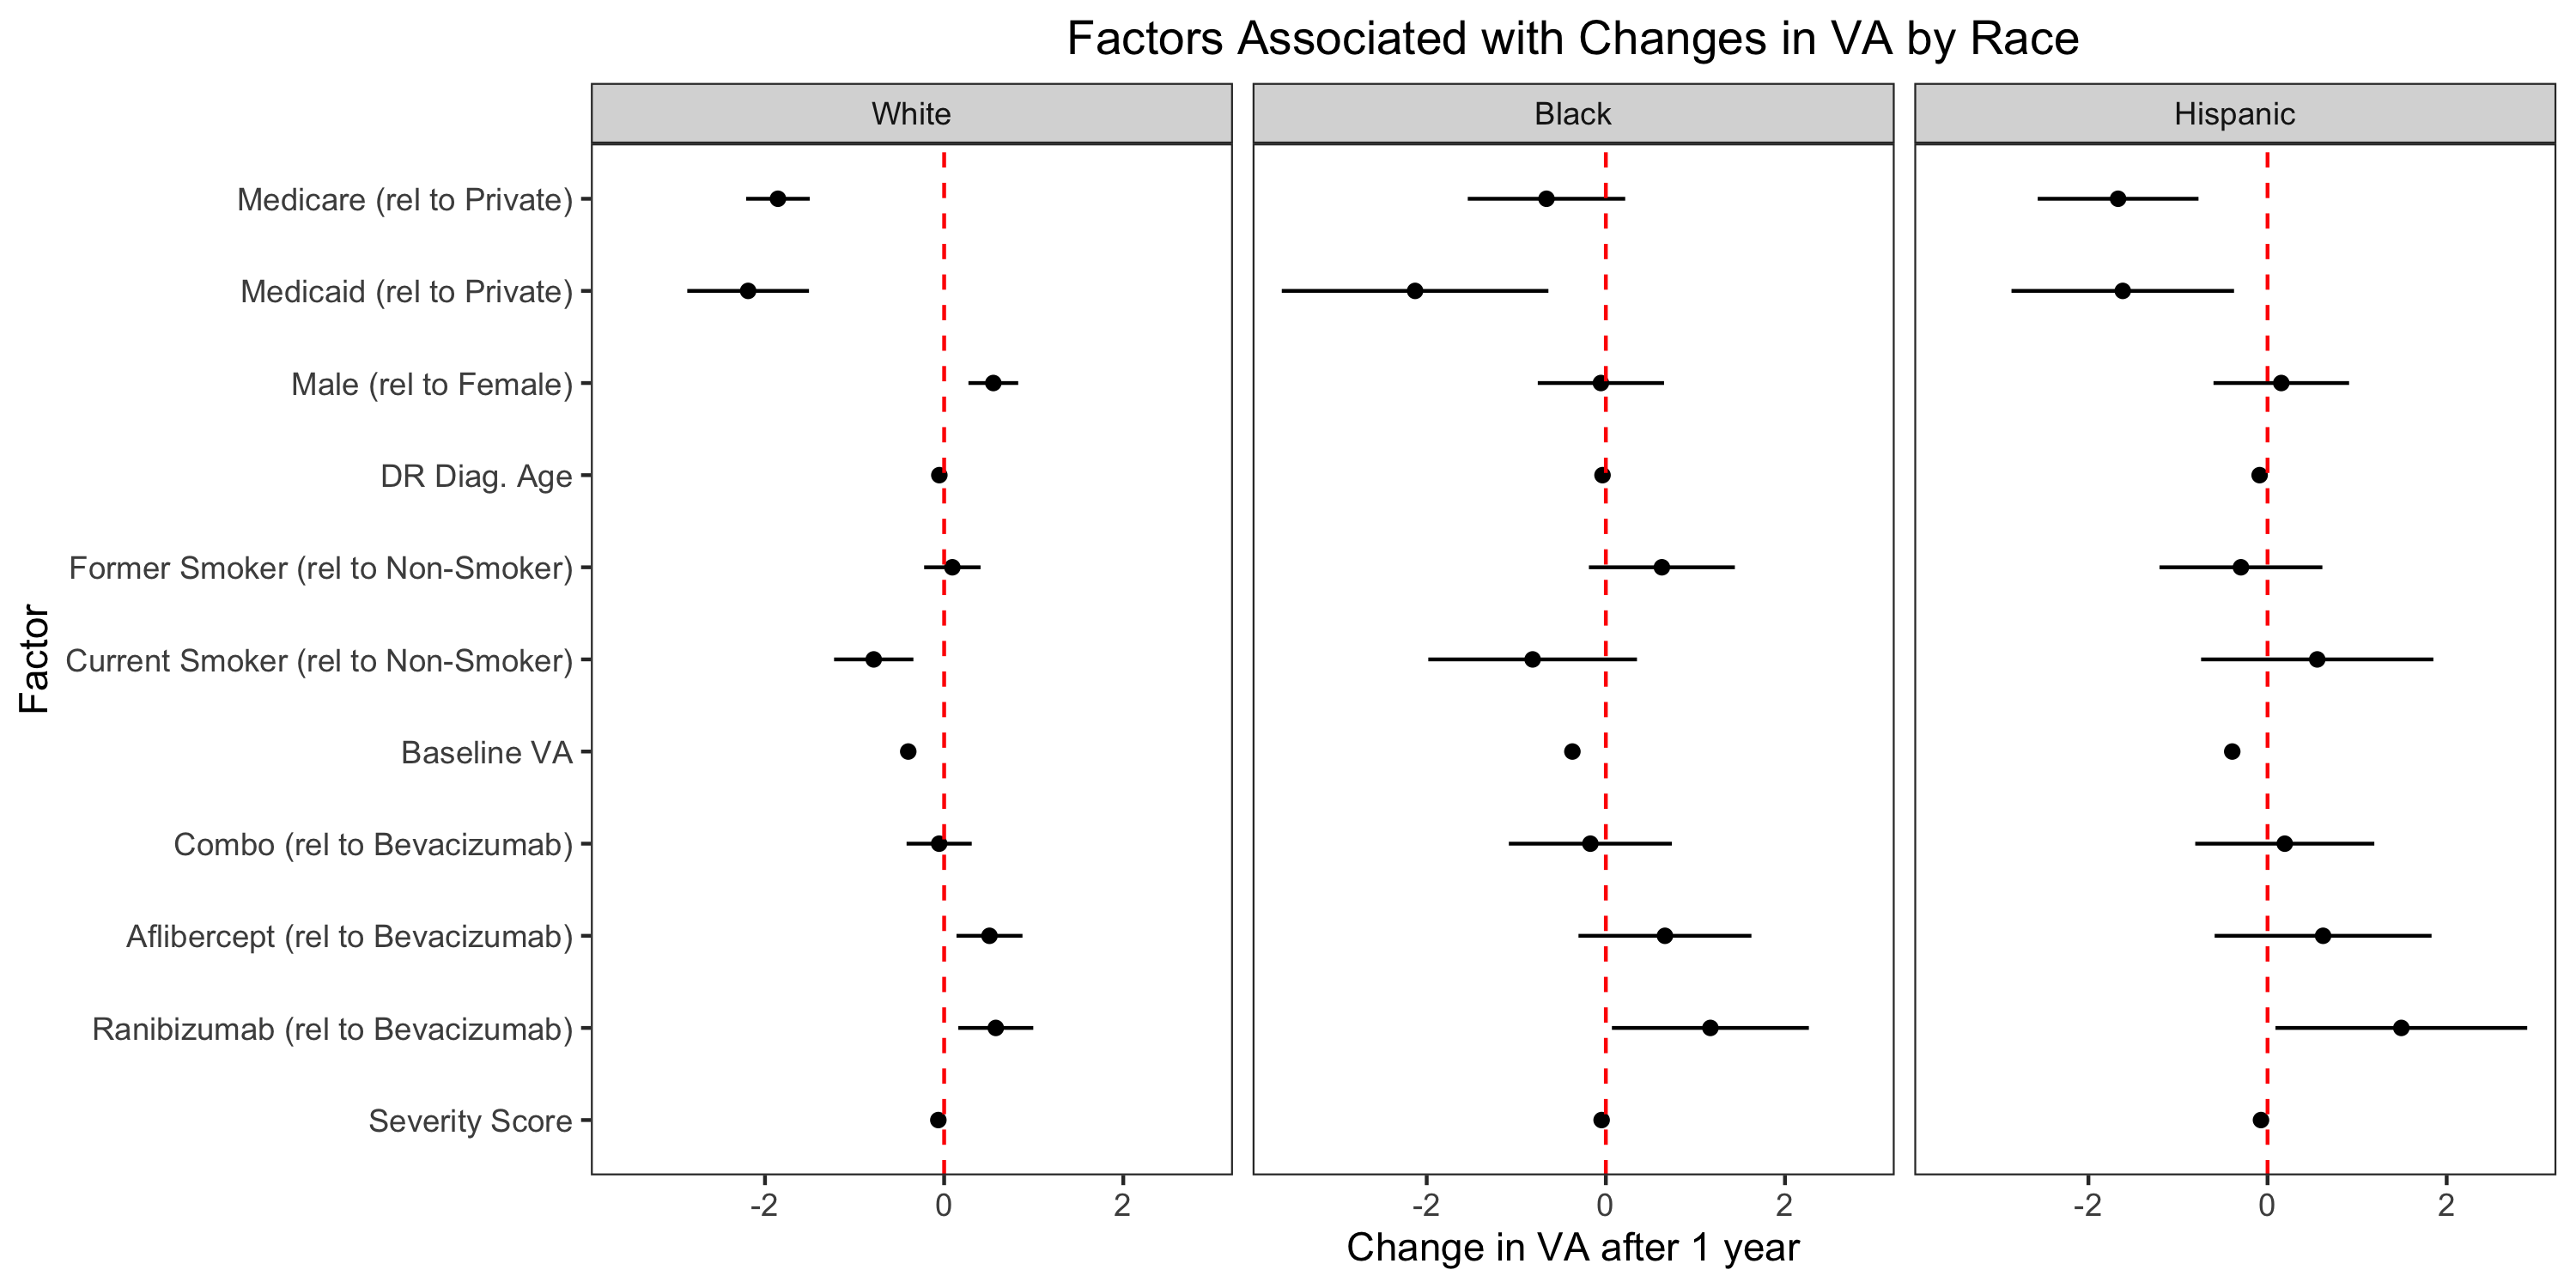 Factors Associated with Changes in VA by Race
White
Black
Hispanic
Medicare (rel to Private)
Medicaid (rel to Private)
Male (rel to Female)
DR Diag. Age
Former Smoker (rel to Non-Smoker)
Current Smoker (rel to Non-Smoker)
Baseline VA
Combo (rel to Bevacizumab)
Aflibercept (rel to Bevacizumab)
Ranibizumab (rel to Bevacizumab)
Severity Score
Factor
-2 0 2
-2 0 2
-2 0 2
Change in VA after 1 year